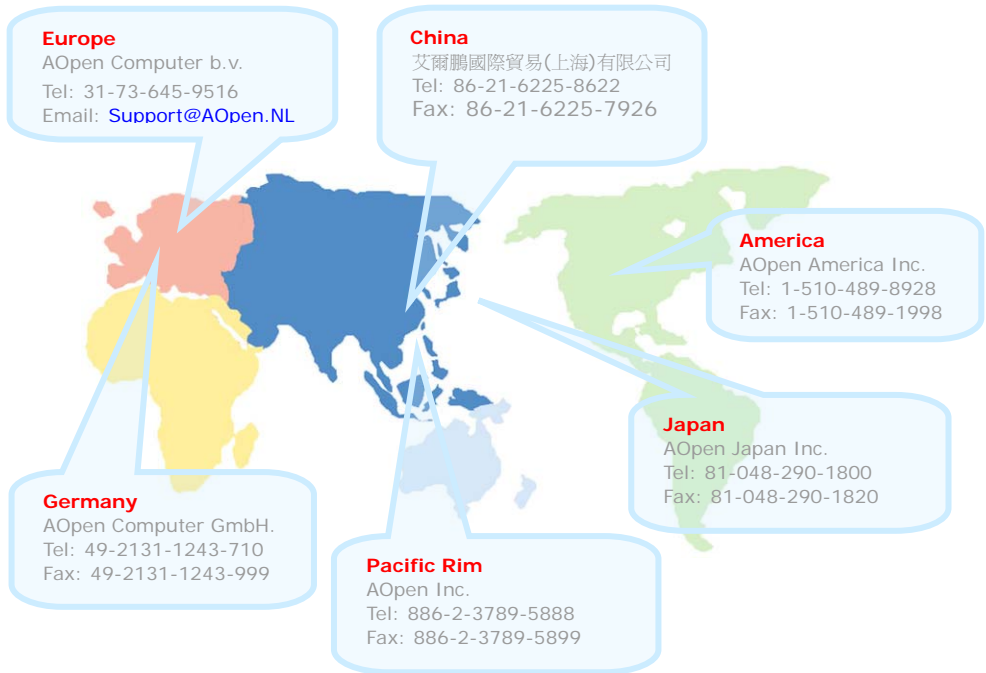 Europe
AOpen Computer b.v.
Tel: 31-73-645-9516
Email: Support@AOpen.NL
China
艾爾鵬國際貿易(上海)有限公司
Tel: 86-21-6225-8622
Fax: 86-21-6225-7926
America
AOpen America Inc.
Tel: 1-510-489-8928
Fax: 1-510-489-1998
Japan
AOpen Japan Inc.
Tel: 81-048-290-1800
Fax: 81-048-290-1820
Germany
AOpen Computer GmbH.
Tel: 49-2131-1243-710
Fax: 49-2131-1243-999
Pacific Rim
AOpen Inc.
Tel: 886-2-3789-5888
Fax: 886-2-3789-5899